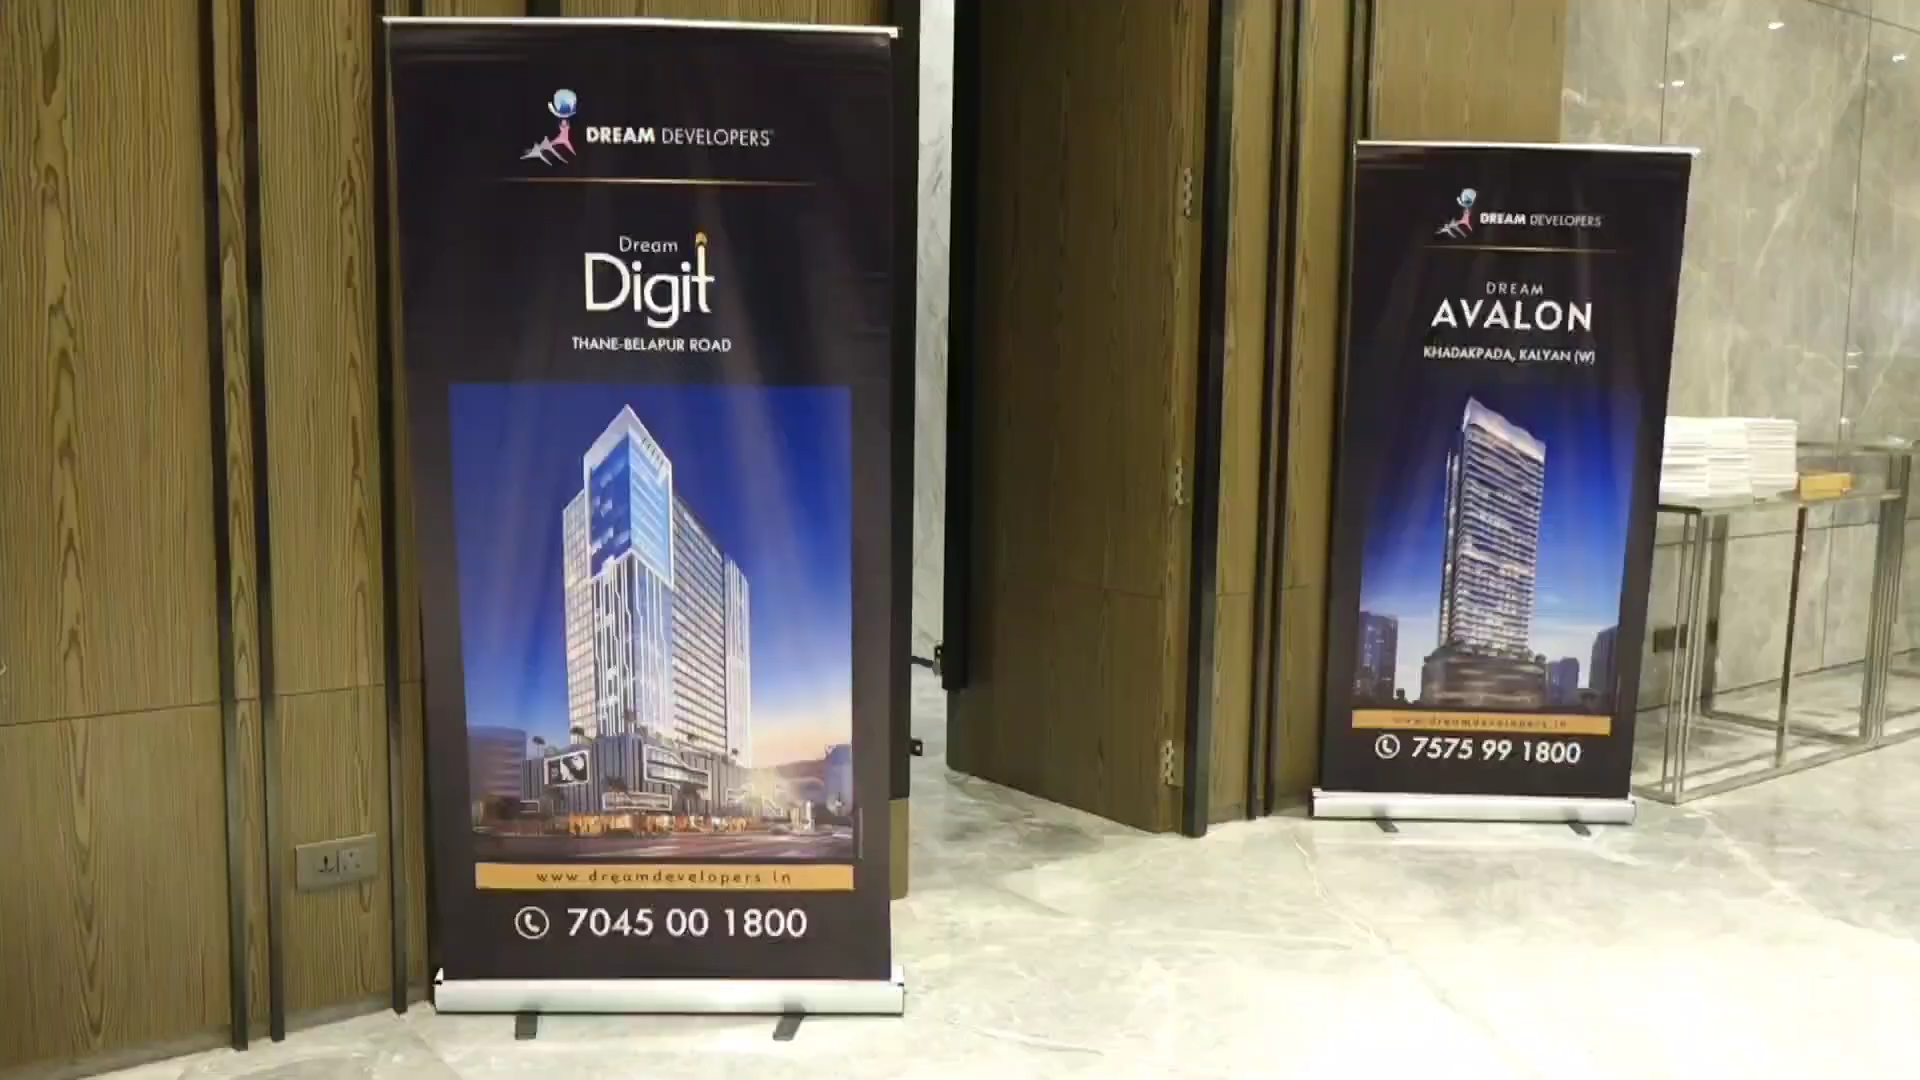 DREAM DEVELOPERS
Dream
Digit
THANE-BELAPUR ROAD
www.dreamdevelopers.in
7045 00 1800
DREAM DEVELOPERS
DREAM
AVALON
KHADAKPADA, KALYAN (W)
www.dreamdevelopers.in
7575 99 1800